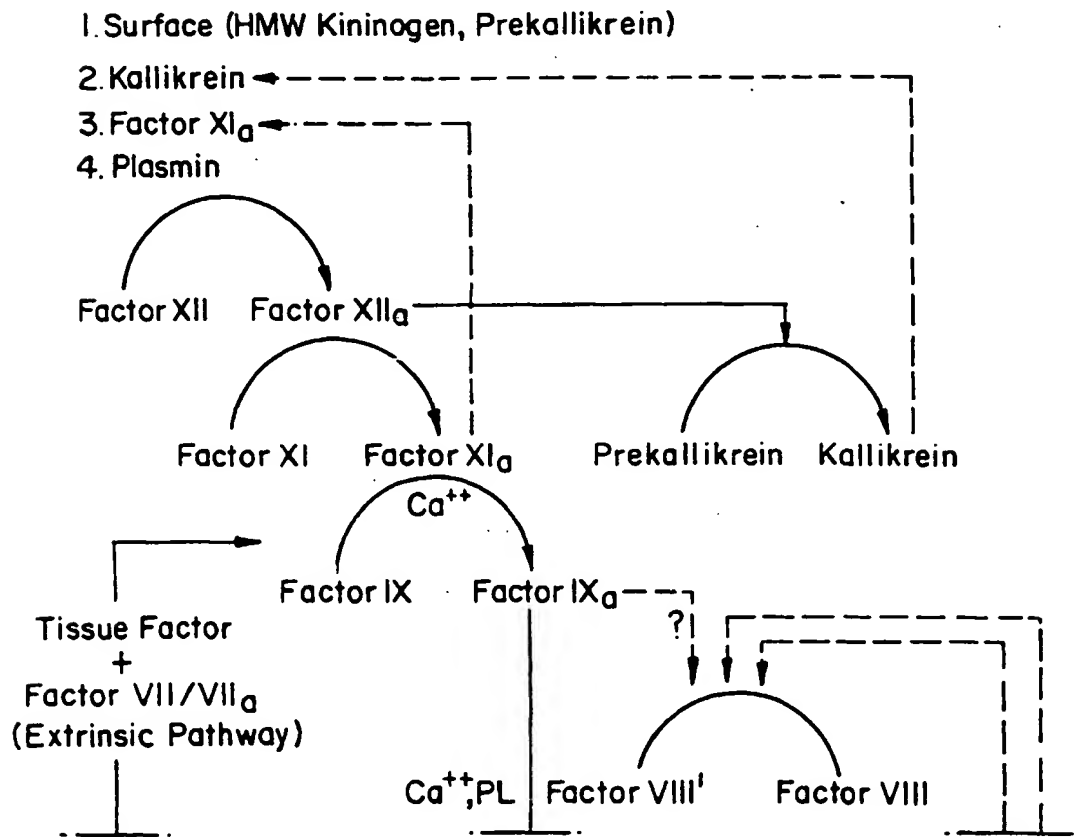 1. Surface (HMW Kininogen, Prekallikrein)
2. Kallikrein
3. Factor XIa
4. Plasmin
Factor XII Factor XIIa
Factor XI Factor XIa Prekallikrein Kallikrein
Ca++
Factor IX Factor IXa
?
Tissue Factor
+
Factor VII/VIIa
(Extrinsic Pathway)
Ca++,PL Factor VIII' Factor VIII